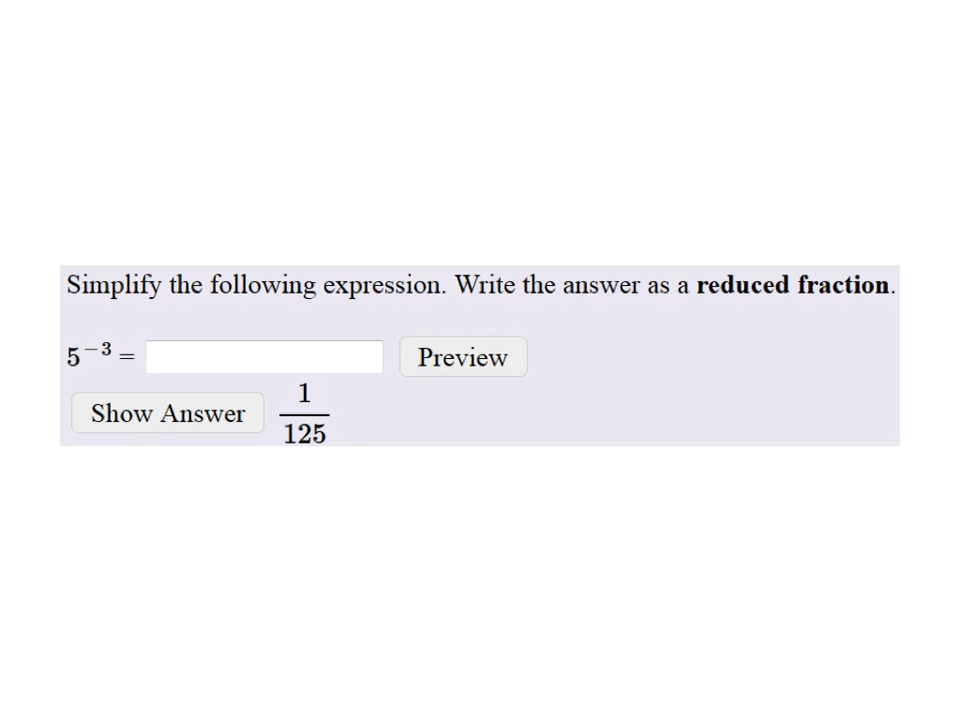 Simplify the following expression. Write the answer as a reduced fraction.
5⁻³ = Preview
Show Answer 1/125